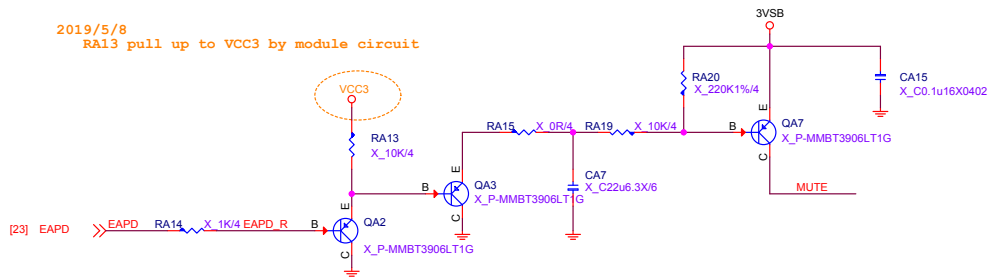 2019/5/8
RA13 pull up to VCC3 by module circuit
3VSB
VCC3
RA20
X_220K1%/4
CA15
X_C0.1u16X0402
RA13
X_10K/4
RA15 X_0R/4 RA19 X_10K/4
E
B
QA7
X_P-MMBT3906LT1G
C
E
B
QA3
X_P-MMBT3906LT1G
C
CA7
X_C22u6.3X/6
MUTE
[23] EAPD
EAPD
RA14 X_1K/4 EAPD_R
E
B
QA2
X_P-MMBT3906LT1G
C